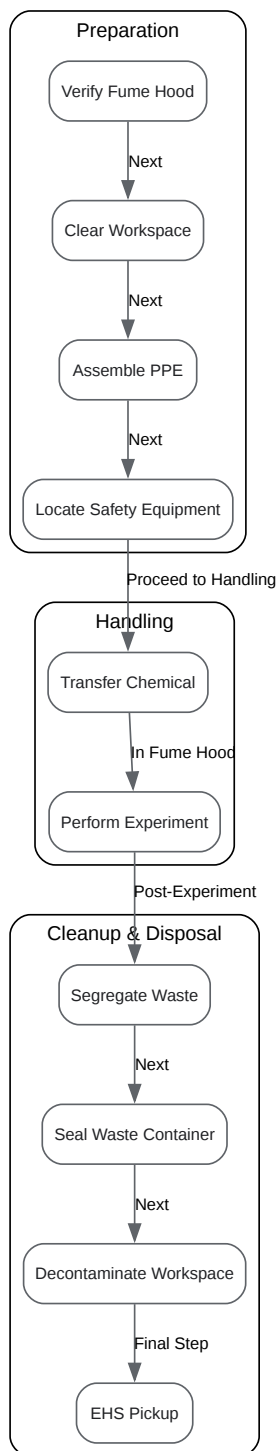 Preparation
Verify Fume Hood
Next
Clear Workspace
Next
Assemble PPE
Next
Locate Safety Equipment
Proceed to Handling
Handling
Transfer Chemical
In Fume Hood
Perform Experiment
Post-Experiment
Cleanup & Disposal
Segregate Waste
Next
Seal Waste Container
Next
Decontaminate Workspace
Final Step
EHS Pickup